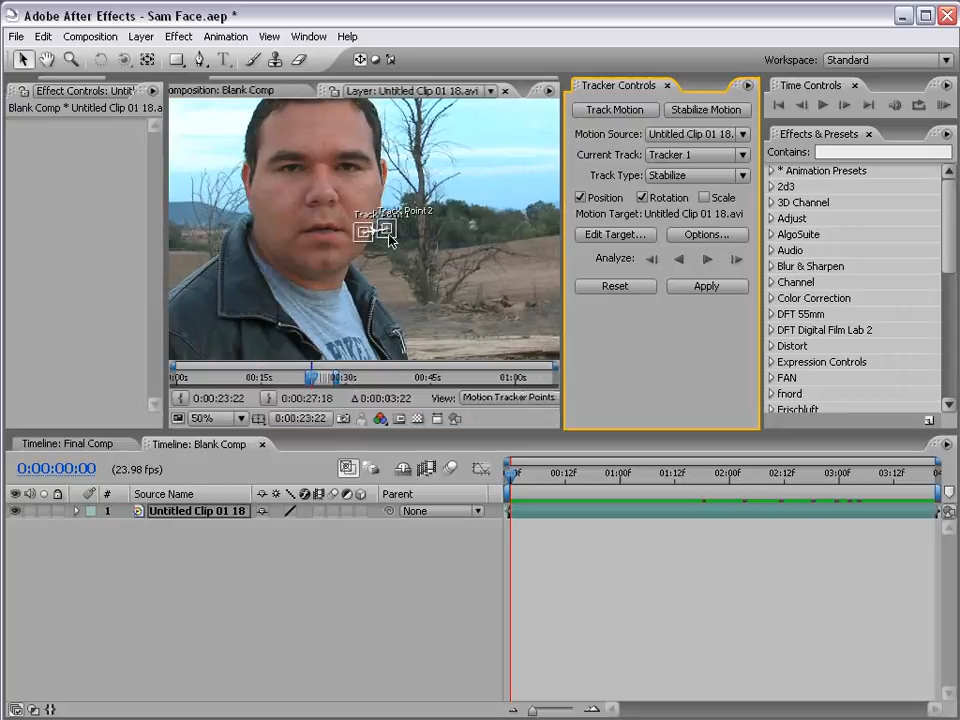 Adobe After Effects - Sam Face.aep *
File Edit Composition Layer Effect Animation View Window Help
Workspace: Standard
Effect Controls: Untitl
Blank Comp * Untitled Clip 01 18.a
omposition: Blank Comp
Layer: Untitled Clip 01 18.avi
Track Point 2
:00s 00:15s 00:30s 00:45s 01:00s
0:00:23:22 0:00:27:18 Δ 0:00:03:22 View: Motion Tracker Points
50% 0:00:23:22
Tracker Controls
Track Motion Stabilize Motion
Motion Source: Untitled Clip 01 18.
Current Track: Tracker 1
Track Type: Stabilize
Position Rotation Scale
Motion Target: Untitled Clip 01 18.avi
Edit Target... Options...
Analyze:
Reset Apply
Time Controls
Effects & Presets
Contains:
* Animation Presets
2d3
3D Channel
Adjust
AlgoSuite
Audio
Blur & Sharpen
Channel
Color Correction
DFT 55mm
DFT Digital Film Lab 2
Distort
Expression Controls
FAN
fnord
Frischluft
Timeline: Final Comp Timeline: Blank Comp
0:00:00:00 (23.98 fps)
# Source Name Parent
0f 00:12f 01:00f 01:12f 02:00f 02:12f 03:00f 03:12f 04
1 Untitled Clip 01 18 None